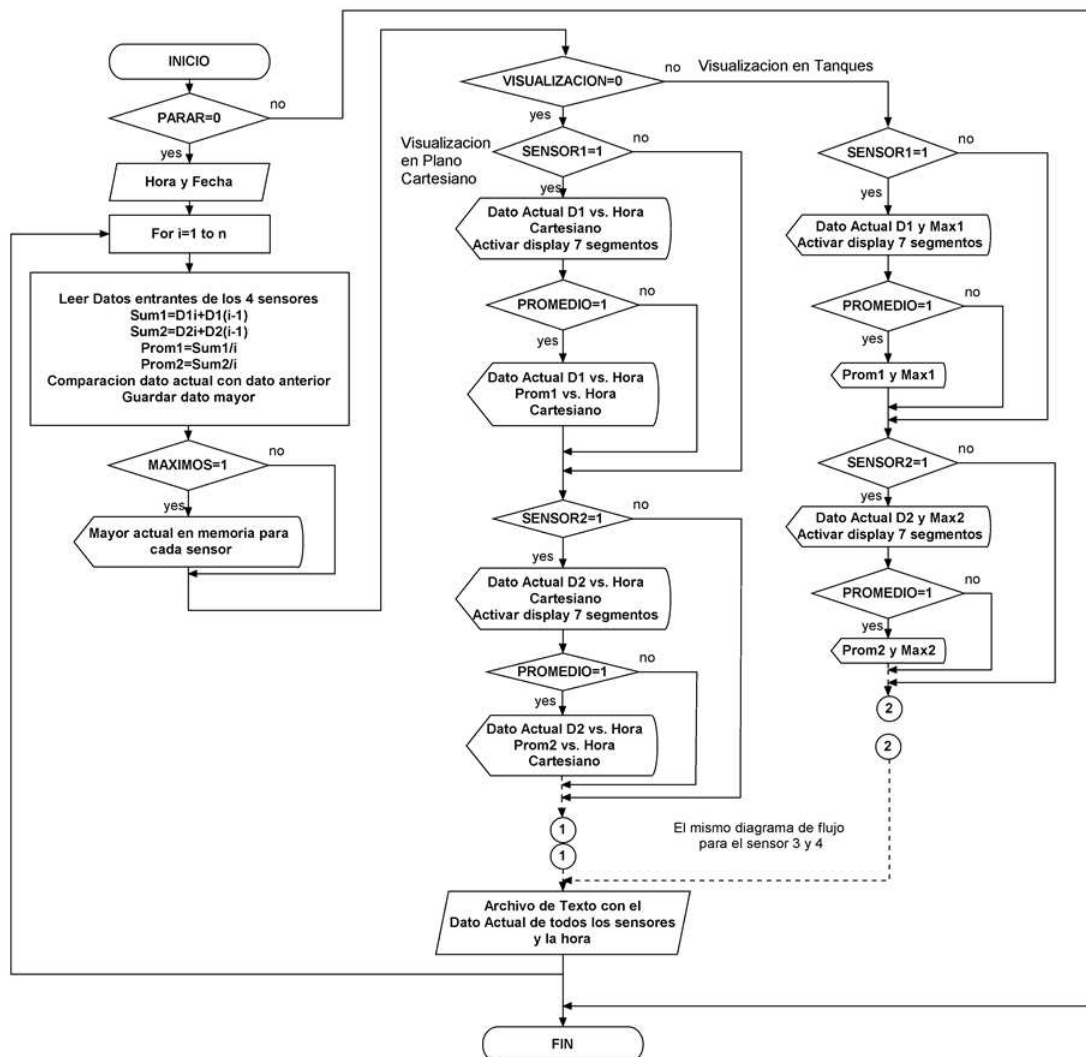 INICIO
PARAR=0
no
yes
Hora y Fecha
For i=1 to n
Leer Datos entrantes de los 4 sensores
Sum1=D1i+D1(i-1)
Sum2=D2i+D2(i-1)
Prom1=Sum1/i
Prom2=Sum2/i
Comparacion dato actual con dato anterior
Guardar dato mayor
MAXIMOS=1
no
yes
Mayor actual en memoria para
cada sensor
VISUALIZACION=0
no
Visualizacion en Tanques
yes
Visualizacion
en Plano
Cartesiano
SENSOR1=1
no
yes
Dato Actual D1 vs. Hora
Cartesiano
Activar display 7 segmentos
PROMEDIO=1
no
yes
Dato Actual D1 vs. Hora
Prom1 vs. Hora
Cartesiano
SENSOR2=1
no
yes
Dato Actual D2 vs. Hora
Cartesiano
Activar display 7 segmentos
PROMEDIO=1
no
yes
Dato Actual D2 vs. Hora
Prom2 vs. Hora
Cartesiano
1
1
SENSOR1=1
no
yes
Dato Actual D1 y Max1
Activar display 7 segmentos
PROMEDIO=1
no
yes
Prom1 y Max1
SENSOR2=1
no
yes
Dato Actual D2 y Max2
Activar display 7 segmentos
PROMEDIO=1
no
yes
Prom2 y Max2
2
2
El mismo diagrama de flujo
para el sensor 3 y 4
Archivo de Texto con el
Dato Actual de todos los sensores
y la hora
FIN